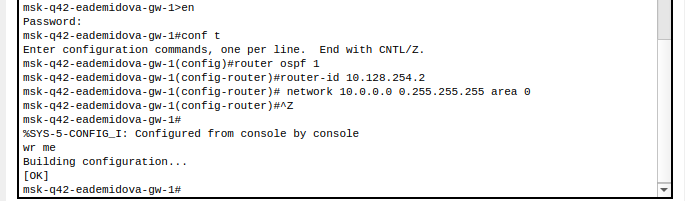 msk-q42-eademidova-gw-1>en
Password:
msk-q42-eademidova-gw-1#conf t
Enter configuration commands, one per line.  End with CNTL/Z.
msk-q42-eademidova-gw-1(config)#router ospf 1
msk-q42-eademidova-gw-1(config-router)#router-id 10.128.254.2
msk-q42-eademidova-gw-1(config-router)# network 10.0.0.0 0.255.255.255 area 0
msk-q42-eademidova-gw-1(config-router)#^Z
msk-q42-eademidova-gw-1#
%SYS-5-CONFIG_I: Configured from console by console
wr me
Building configuration...
[OK]
msk-q42-eademidova-gw-1#